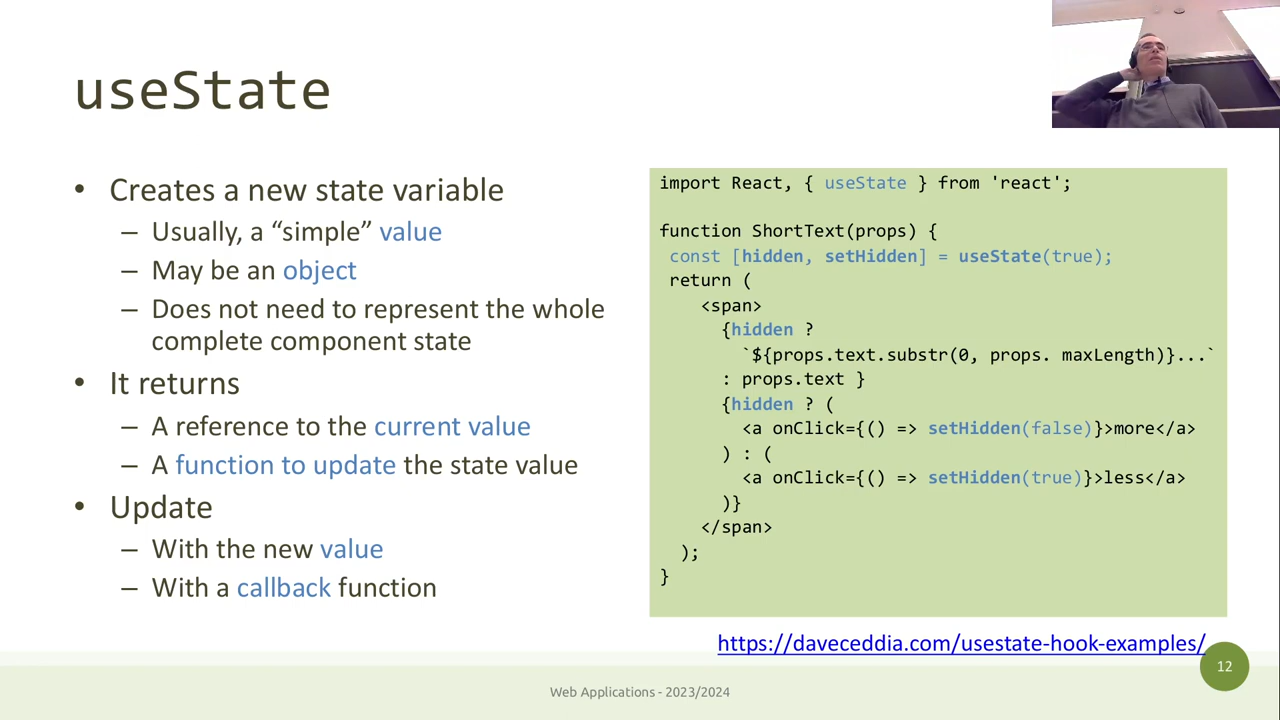 useState
• Creates a new state variable
– Usually, a “simple” value
– May be an object
– Does not need to represent the whole
complete component state
• It returns
– A reference to the current value
– A function to update the state value
• Update
– With the new value
– With a callback function
import React, { useState } from 'react';
function ShortText(props) {
const [hidden, setHidden] = useState(true);
return (
<span>
{hidden ?
`${props.text.substr(0, props. maxLength)}...`
: props.text }
{hidden ? (
<a onClick={() => setHidden(false)}>more</a>
) : (
<a onClick={() => setHidden(true)}>less</a>
)}
</span>
);
}
https://daveceddia.com/usestate-hook-examples/
12
Web Applications - 2023/2024